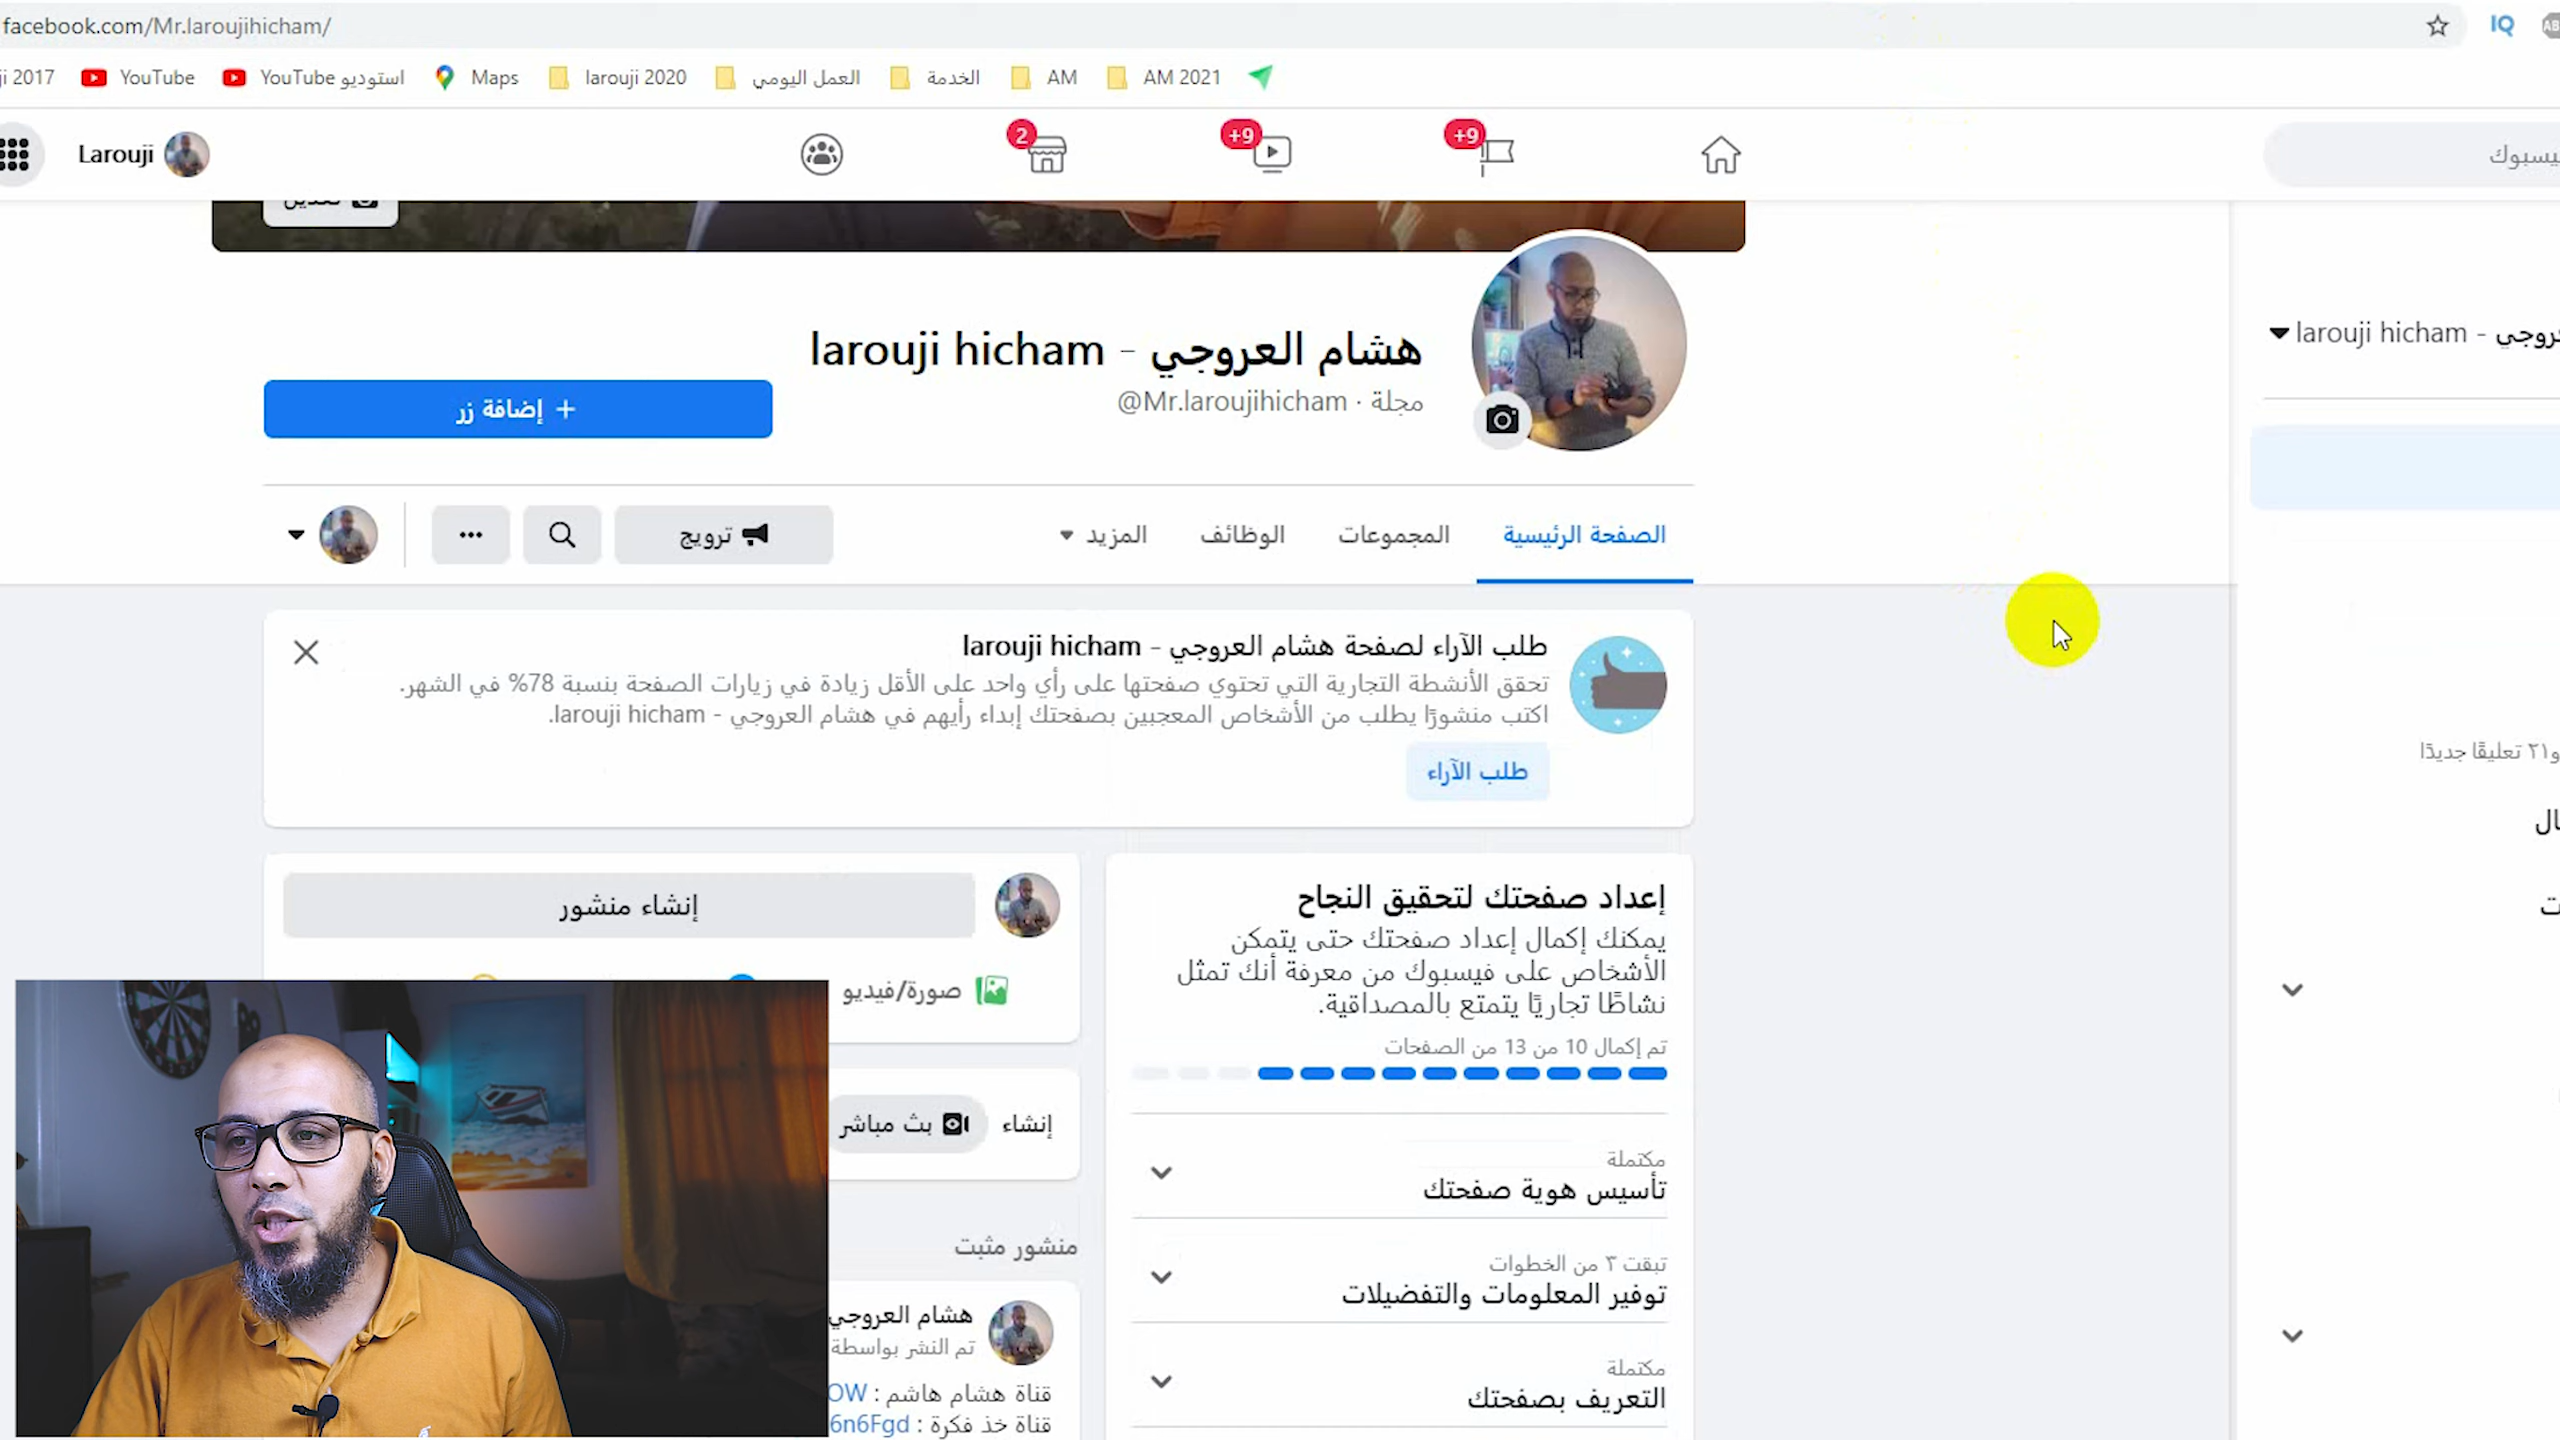 facebook.com/Mr.laroujihicham/
2017
YouTube
YouTube استوديو
Maps
larouji 2020
العمل اليومي
الخدمة
AM
AM 2021
Larouji
2
+9
+9
larouji hicham - هشام العروجي
@Mr.laroujihicham · مجلة
+ إضافة زر
larouji hicham -
الصفحة الرئيسية
المجموعات
الوظائف
المزيد
ترويج
طلب الآراء لصفحة هشام العروجي - larouji hicham
تحقق الأنشطة التجارية التي تحتوي صفحتها على رأي واحد على الأقل زيادة في زيارات الصفحة بنسبة 78% في الشهر.
اكتب منشورًا يطلب من الأشخاص المعجبين بصفحتك إبداء رأيهم في هشام العروجي - larouji hicham.
طلب الآراء
و٢١ تعليقًا جديدًا
إعداد صفحتك لتحقيق النجاح
يمكنك إكمال إعداد صفحتك حتى يتمكن
الأشخاص على فيسبوك من معرفة أنك تمثل
نشاطًا تجاريًا يتمتع بالمصداقية.
تم إكمال 10 من 13 من الصفحات
مكتملة
تأسيس هوية صفحتك
تبقت ٣ من الخطوات
توفير المعلومات والتفضيلات
مكتملة
التعريف بصفحتك
إنشاء منشور
صورة/فيديو
إنشاء
بث مباشر
منشور مثبت
هشام العروجي
تم النشر بواسطة
قناة هشام هاشم : OW
قناة خذ فكرة : 6n6Fgd